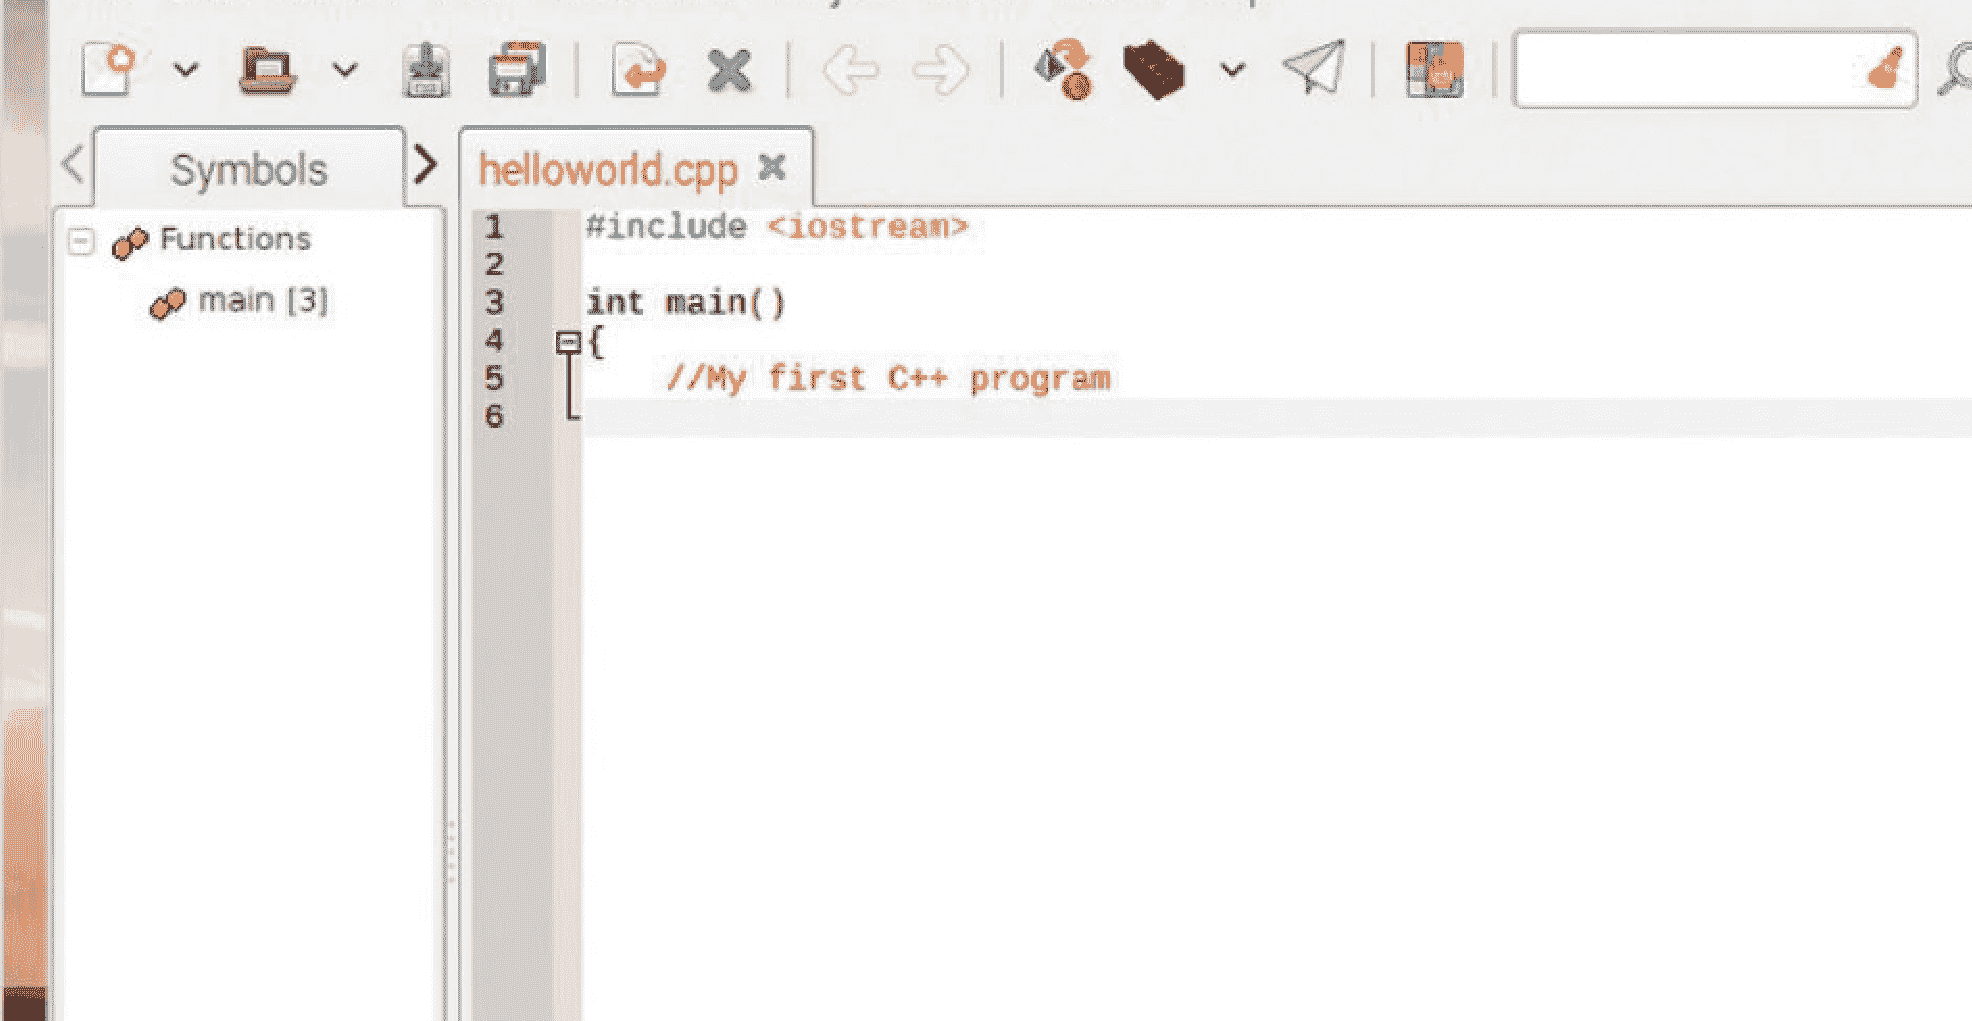 Symbols
helloworld.cpp
Functions
main [3]
1 #include <iostream>
2
3 int main()
4 {
5 //My first C++ program
6